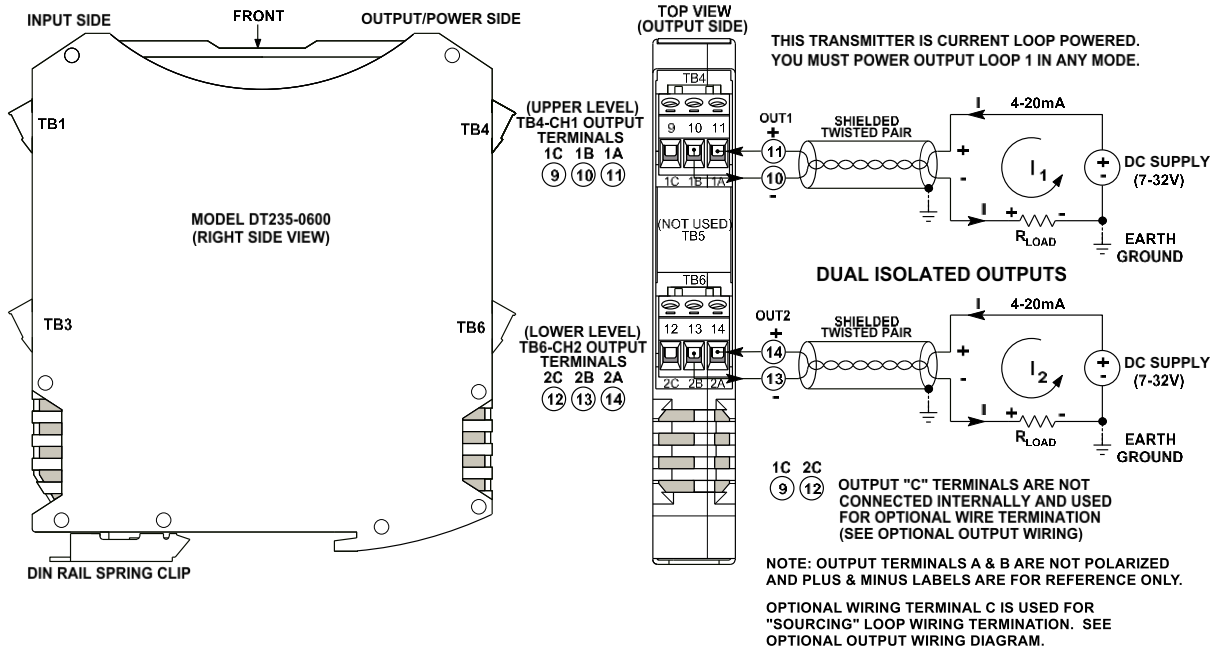 INPUT SIDE
FRONT
OUTPUT/POWER SIDE
TB1
TB4
MODEL DT235-0600
(RIGHT SIDE VIEW)
TB3
TB6
DIN RAIL SPRING CLIP
(UPPER LEVEL)
TB4-CH1 OUTPUT
TERMINALS
1C 1B 1A
9 10 11
(LOWER LEVEL)
TB6-CH2 OUTPUT
TERMINALS
2C 2B 2A
12 13 14
TOP VIEW
(OUTPUT SIDE)
TB4
9 10 11
1C 1B 1A
(NOT USED)
TB5
TB6
12 13 14
2C 2B 2A
THIS TRANSMITTER IS CURRENT LOOP POWERED.
YOU MUST POWER OUTPUT LOOP 1 IN ANY MODE.
OUT1
+
11
10
-
SHIELDED
TWISTED PAIR
I
4-20mA
+
-
I1
+
-
DC SUPPLY
(7-32V)
I
+ -
RLOAD
EARTH
GROUND
DUAL ISOLATED OUTPUTS
OUT2
+
14
13
-
SHIELDED
TWISTED PAIR
I
4-20mA
+
-
I2
+
-
DC SUPPLY
(7-32V)
I
+ -
RLOAD
EARTH
GROUND
1C 2C
9 12
OUTPUT "C" TERMINALS ARE NOT
CONNECTED INTERNALLY AND USED
FOR OPTIONAL WIRE TERMINATION
(SEE OPTIONAL OUTPUT WIRING)
NOTE: OUTPUT TERMINALS A & B ARE NOT POLARIZED
AND PLUS & MINUS LABELS ARE FOR REFERENCE ONLY.
OPTIONAL WIRING TERMINAL C IS USED FOR
"SOURCING" LOOP WIRING TERMINATION. SEE
OPTIONAL OUTPUT WIRING DIAGRAM.